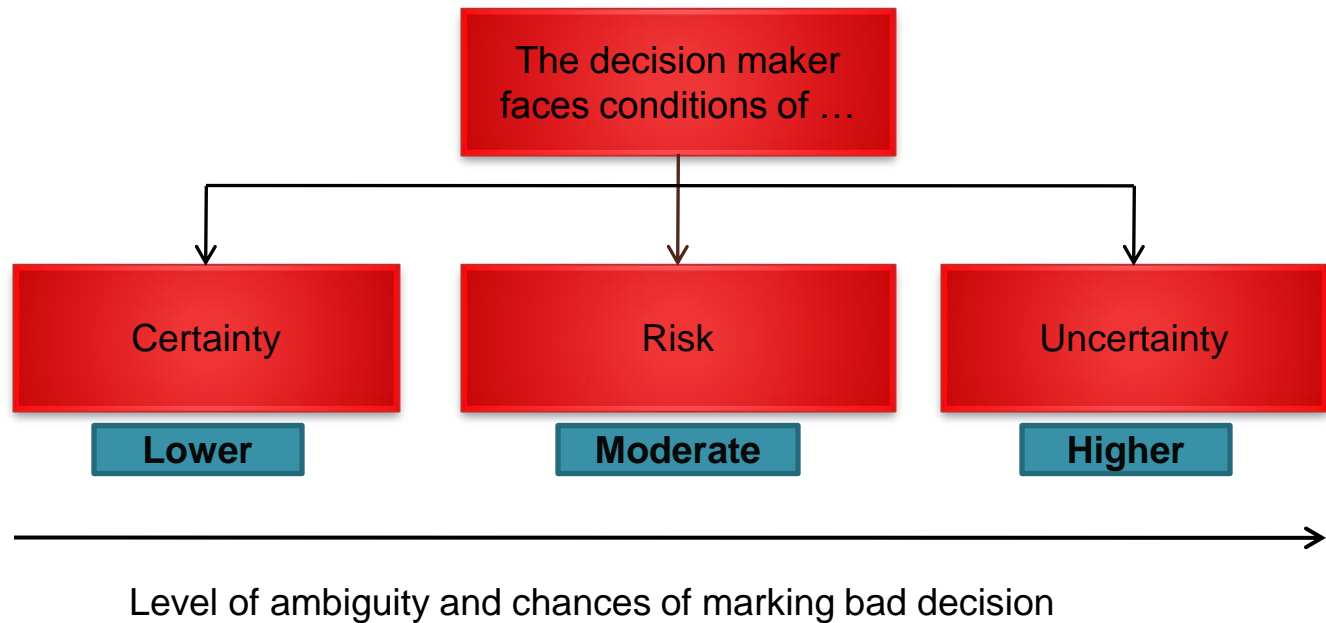 The decision maker
faces conditions of …
Certainty
Risk
Uncertainty
Lower
Moderate
Higher
Level of ambiguity and chances of marking bad decision